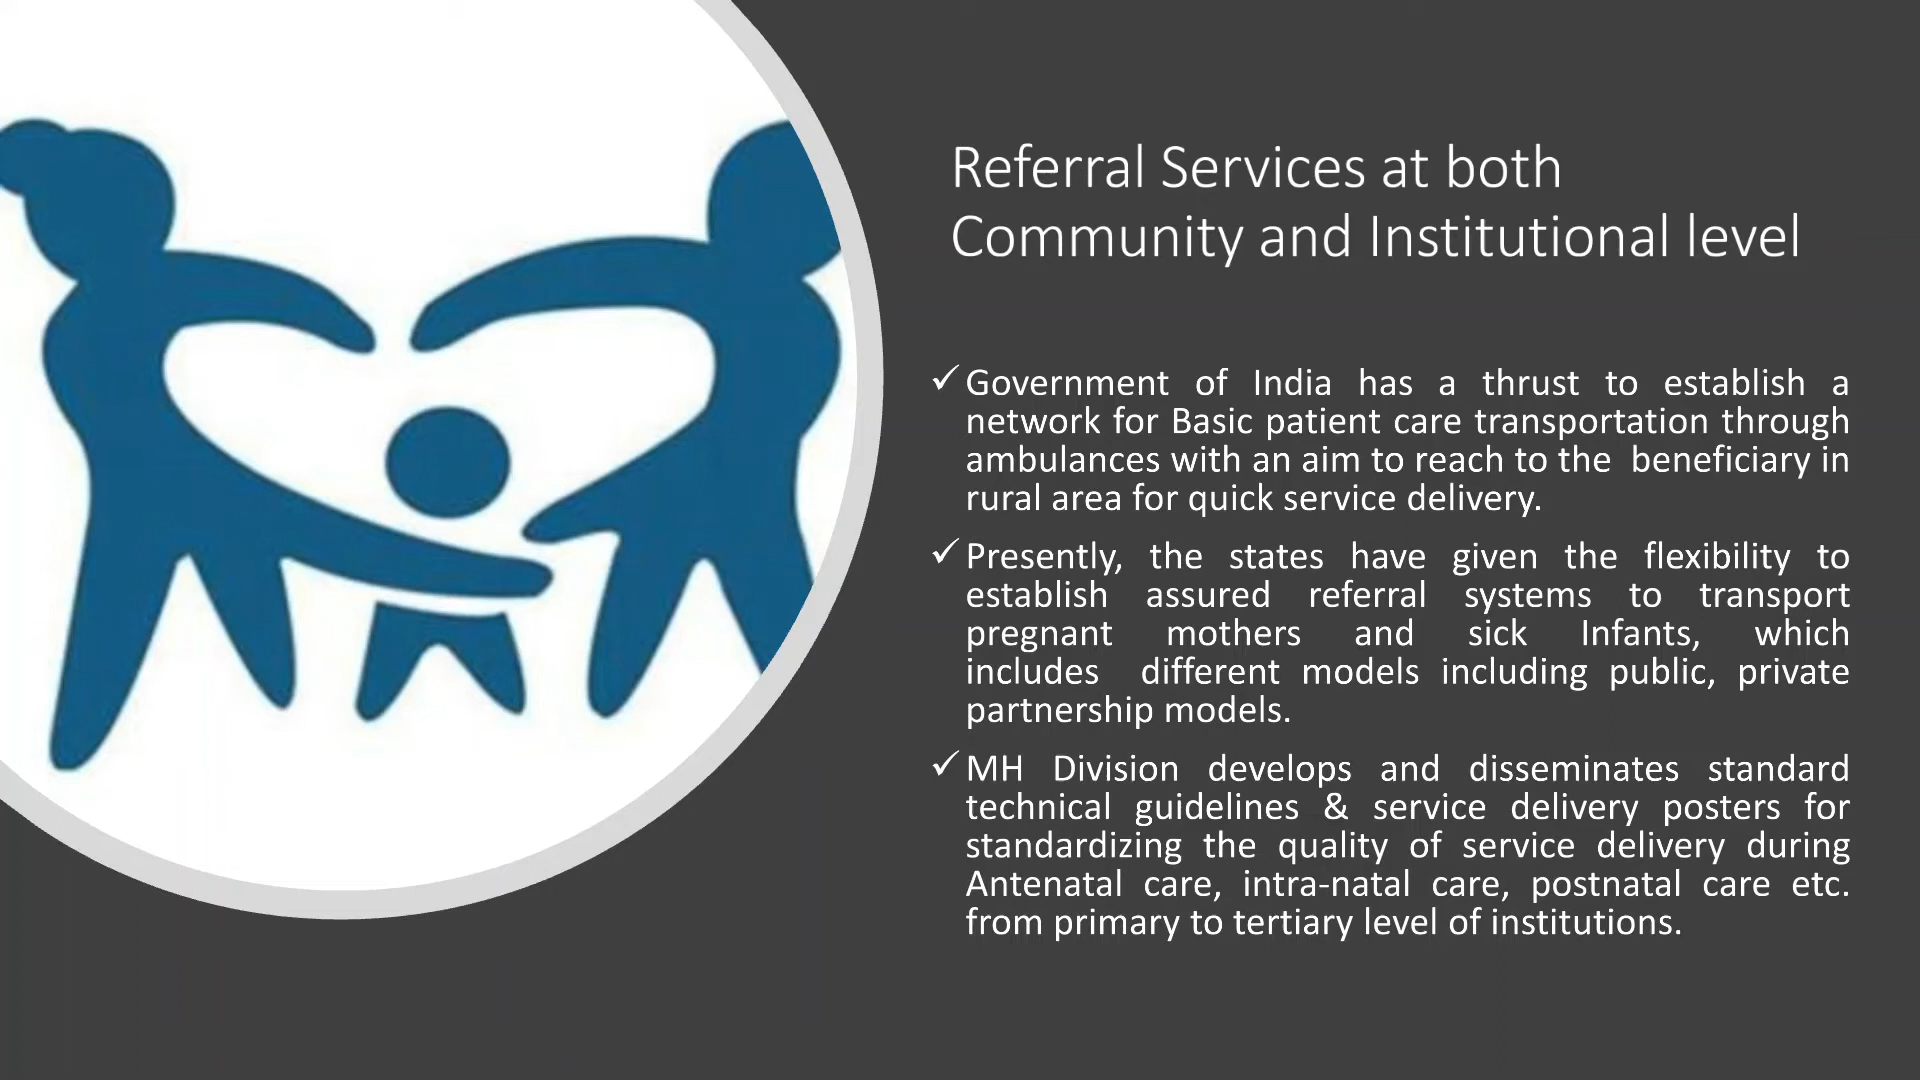 Referral Services at both
Community and Institutional level
✓Government of India has a thrust to establish a
network for Basic patient care transportation through
ambulances with an aim to reach to the beneficiary in
rural area for quick service delivery.
✓Presently, the states have given the flexibility to
establish assured referral systems to transport
pregnant mothers and sick Infants, which
includes different models including public, private
partnership models.
✓MH Division develops and disseminates standard
technical guidelines & service delivery posters for
standardizing the quality of service delivery during
Antenatal care, intra-natal care, postnatal care etc.
from primary to tertiary level of institutions.